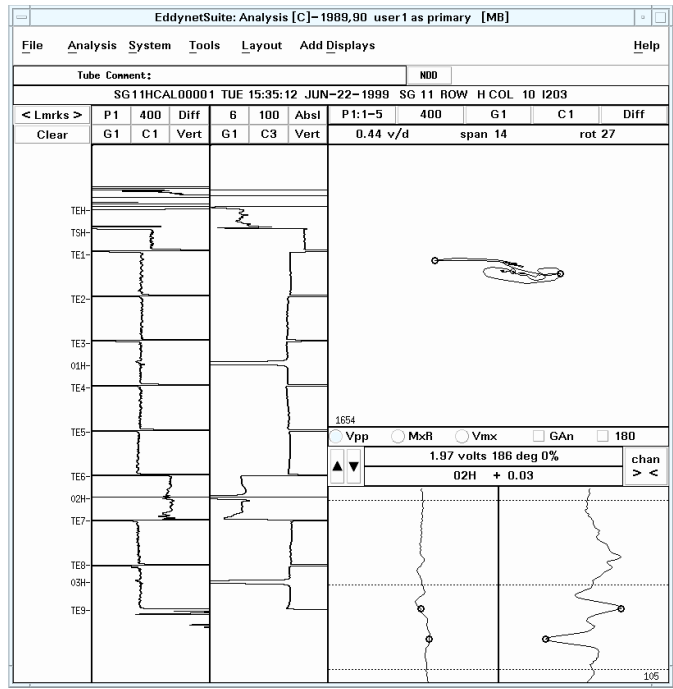 EddynetSuite: Analysis [C]-1989,90 user1 as primary [MB]
File Analysis System Tools Layout Add Displays Help
Tube Comment: NDD
SG11HCAL00001 TUE 15:35:12 JUN-22-1999 SG 11 ROW H COL 10 I203
< Lmrks > P1 400 Diff 6 100 Absl P1:1-5 400 G1 C1 Diff
Clear G1 C1 Vert G1 C3 Vert 0.44 v/d span 14 rot 27
TEH
TSH
TE1
TE2
TE3
01H
TE4
TE5
TE6
02H
TE7
TE8
03H
TE9
1654
Vpp MxR Vmx GAn 180
1.97 volts 186 deg 0% chan
02H + 0.03 > <
105